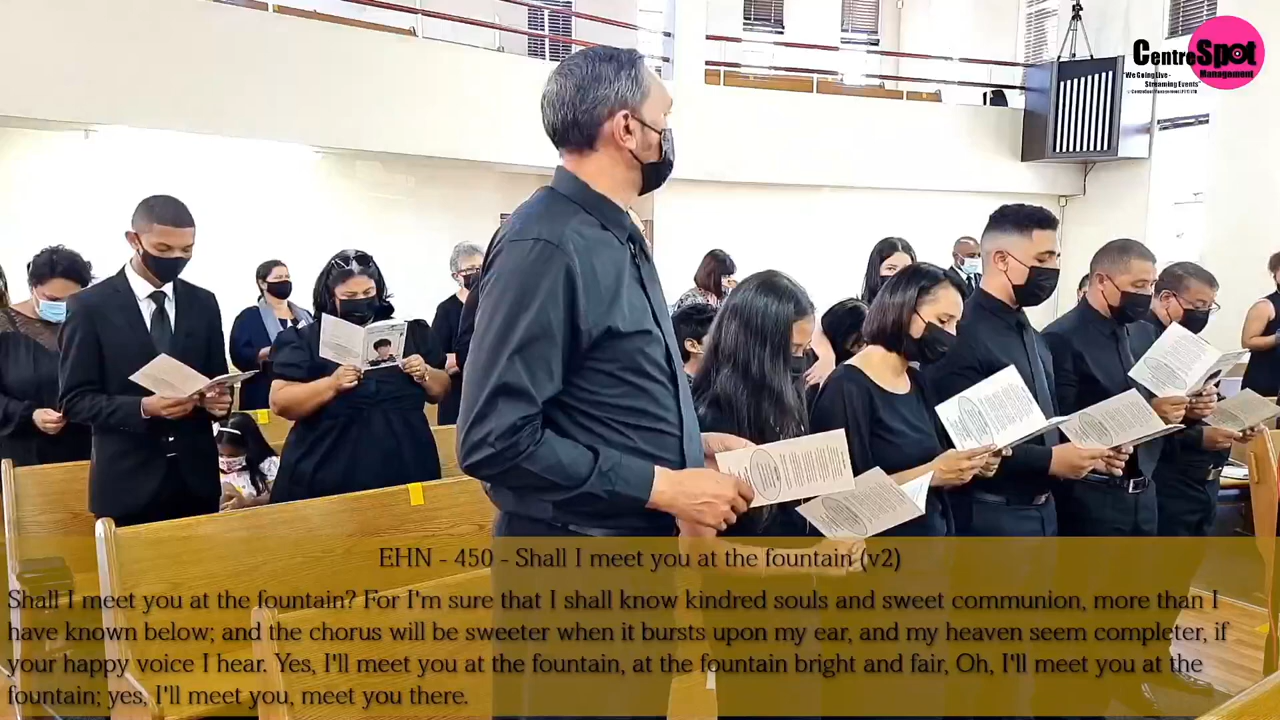 CentreSpot
Management
"We Going Live -
Streaming Events"
EHN - 450 - Shall I meet you at the fountain (v2)
Shall I meet you at the fountain? For I'm sure that I shall know kindred souls and sweet communion, more than I
have known below; and the chorus will be sweeter when it bursts upon my ear, and my heaven seem completer, if
your happy voice I hear. Yes, I'll meet you at the fountain, at the fountain bright and fair, Oh, I'll meet you at the
fountain; yes, I'll meet you, meet you there.